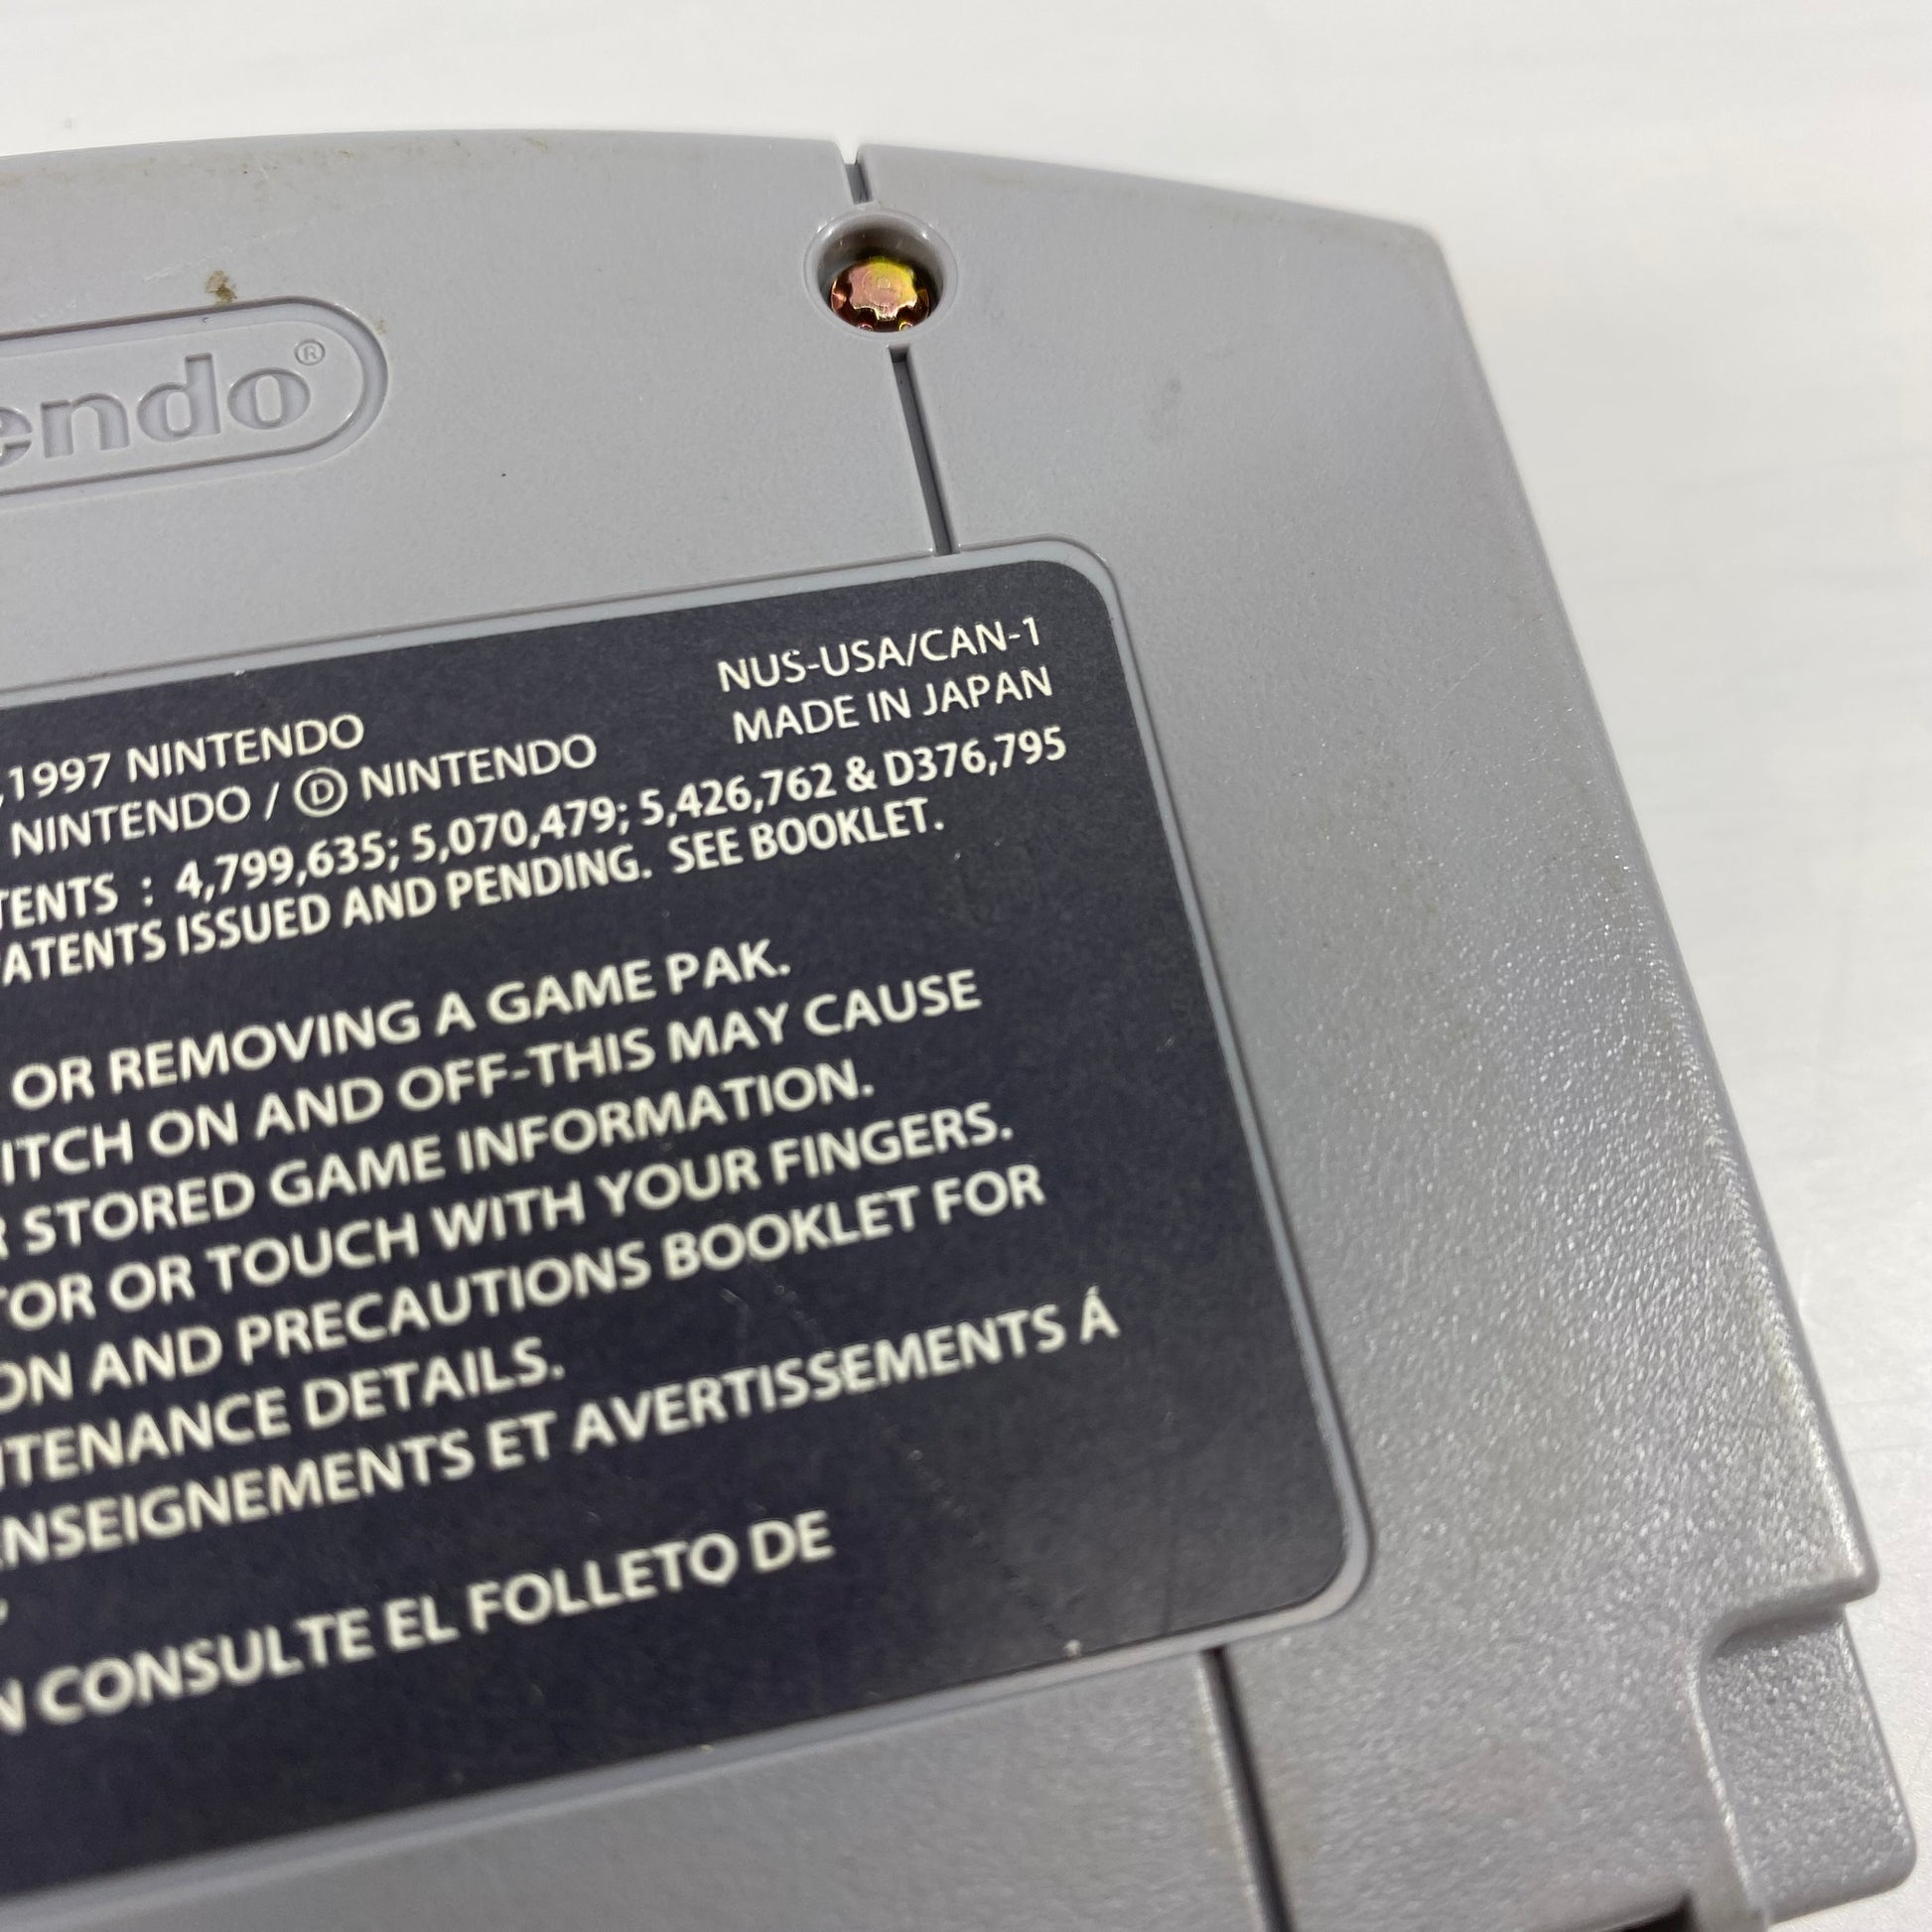 endo®
NUS-USA/CAN-1
MADE IN JAPAN
,1997 NINTENDO
NINTENDO / Ⓓ NINTENDO
TENTS : 4,799,635; 5,070,479; 5,426,762 & D376,795
ATENTS ISSUED AND PENDING. SEE BOOKLET.
OR REMOVING A GAME PAK.
ITCH ON AND OFF-THIS MAY CAUSE
R STORED GAME INFORMATION.
TOR OR TOUCH WITH YOUR FINGERS.
ON AND PRECAUTIONS BOOKLET FOR
NTENANCE DETAILS.
ENSEIGNEMENTS ET AVERTISSEMENTS Á
N CONSULTE EL FOLLETO DE